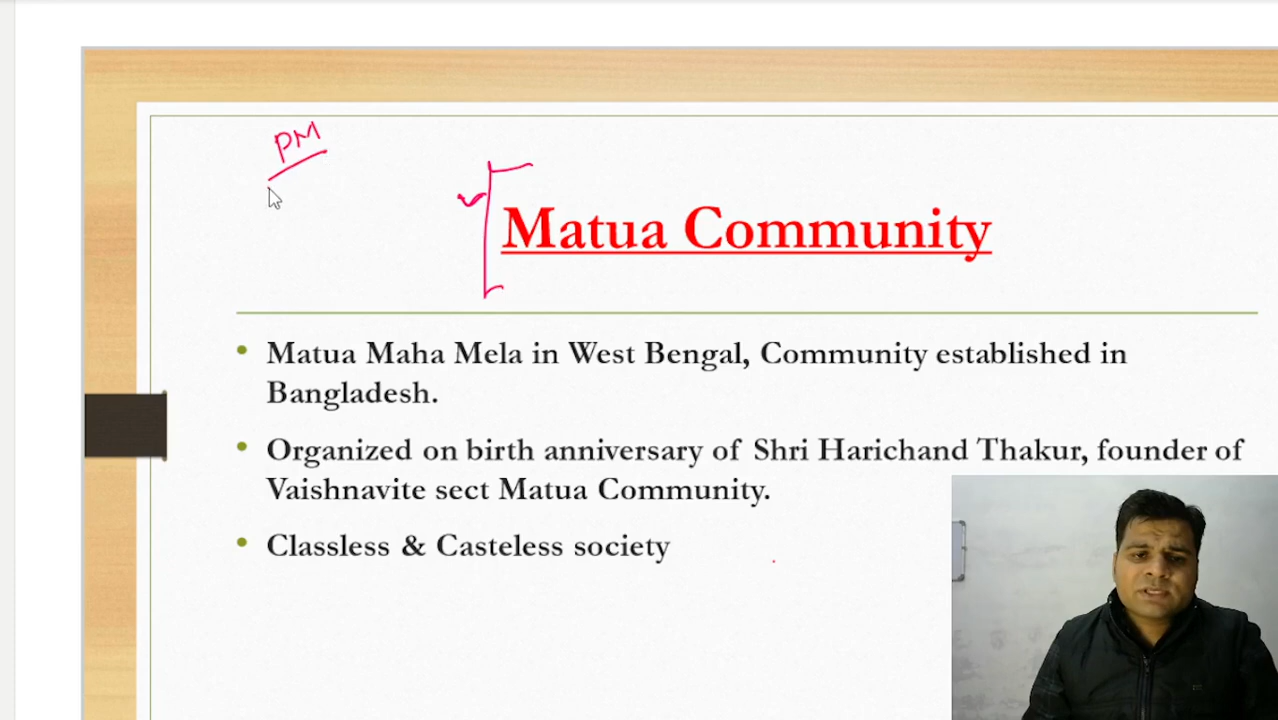 PM
Matua Community
• Matua Maha Mela in West Bengal, Community established in
Bangladesh.
• Organized on birth anniversary of Shri Harichand Thakur, founder of
Vaishnavite sect Matua Community.
• Classless & Casteless society